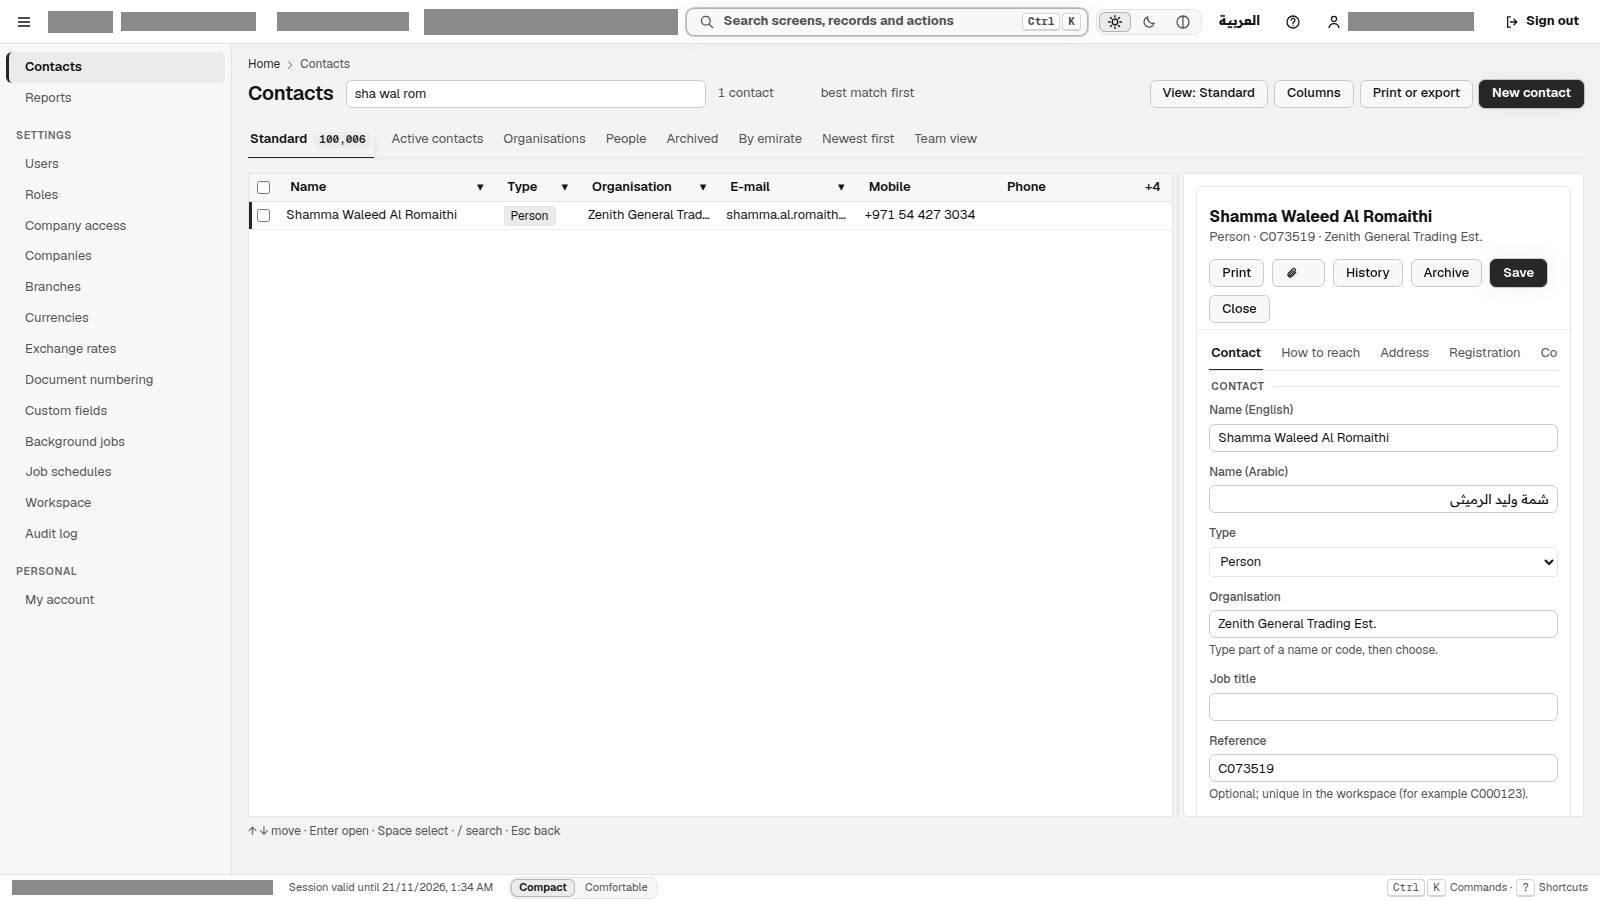 Search screens, records and actions Ctrl K العربية Sign out
Contacts
Reports
SETTINGS
Users
Roles
Company access
Companies
Branches
Currencies
Exchange rates
Document numbering
Custom fields
Background jobs
Job schedules
Workspace
Audit log
PERSONAL
My account
Home > Contacts
Contacts sha wal rom 1 contact best match first View: Standard Columns Print or export New contact
Standard 100,006 Active contacts Organisations People Archived By emirate Newest first Team view
Name Type Organisation E-mail Mobile Phone +4
Shamma Waleed Al Romaithi Person Zenith General Trad... shamma.al.romaith... +971 54 427 3034
Shamma Waleed Al Romaithi
Person · C073519 · Zenith General Trading Est.
Print History Archive Save
Close
Contact How to reach Address Registration Co
CONTACT
Name (English)
Shamma Waleed Al Romaithi
Name (Arabic)
شمة وليد الرميثي
Type
Person
Organisation
Zenith General Trading Est.
Type part of a name or code, then choose.
Job title
Reference
C073519
Optional; unique in the workspace (for example C000123).
↑ ↓ move · Enter open · Space select · / search · Esc back
Session valid until 21/11/2026, 1:34 AM Compact Comfortable Ctrl K Commands · ? Shortcuts